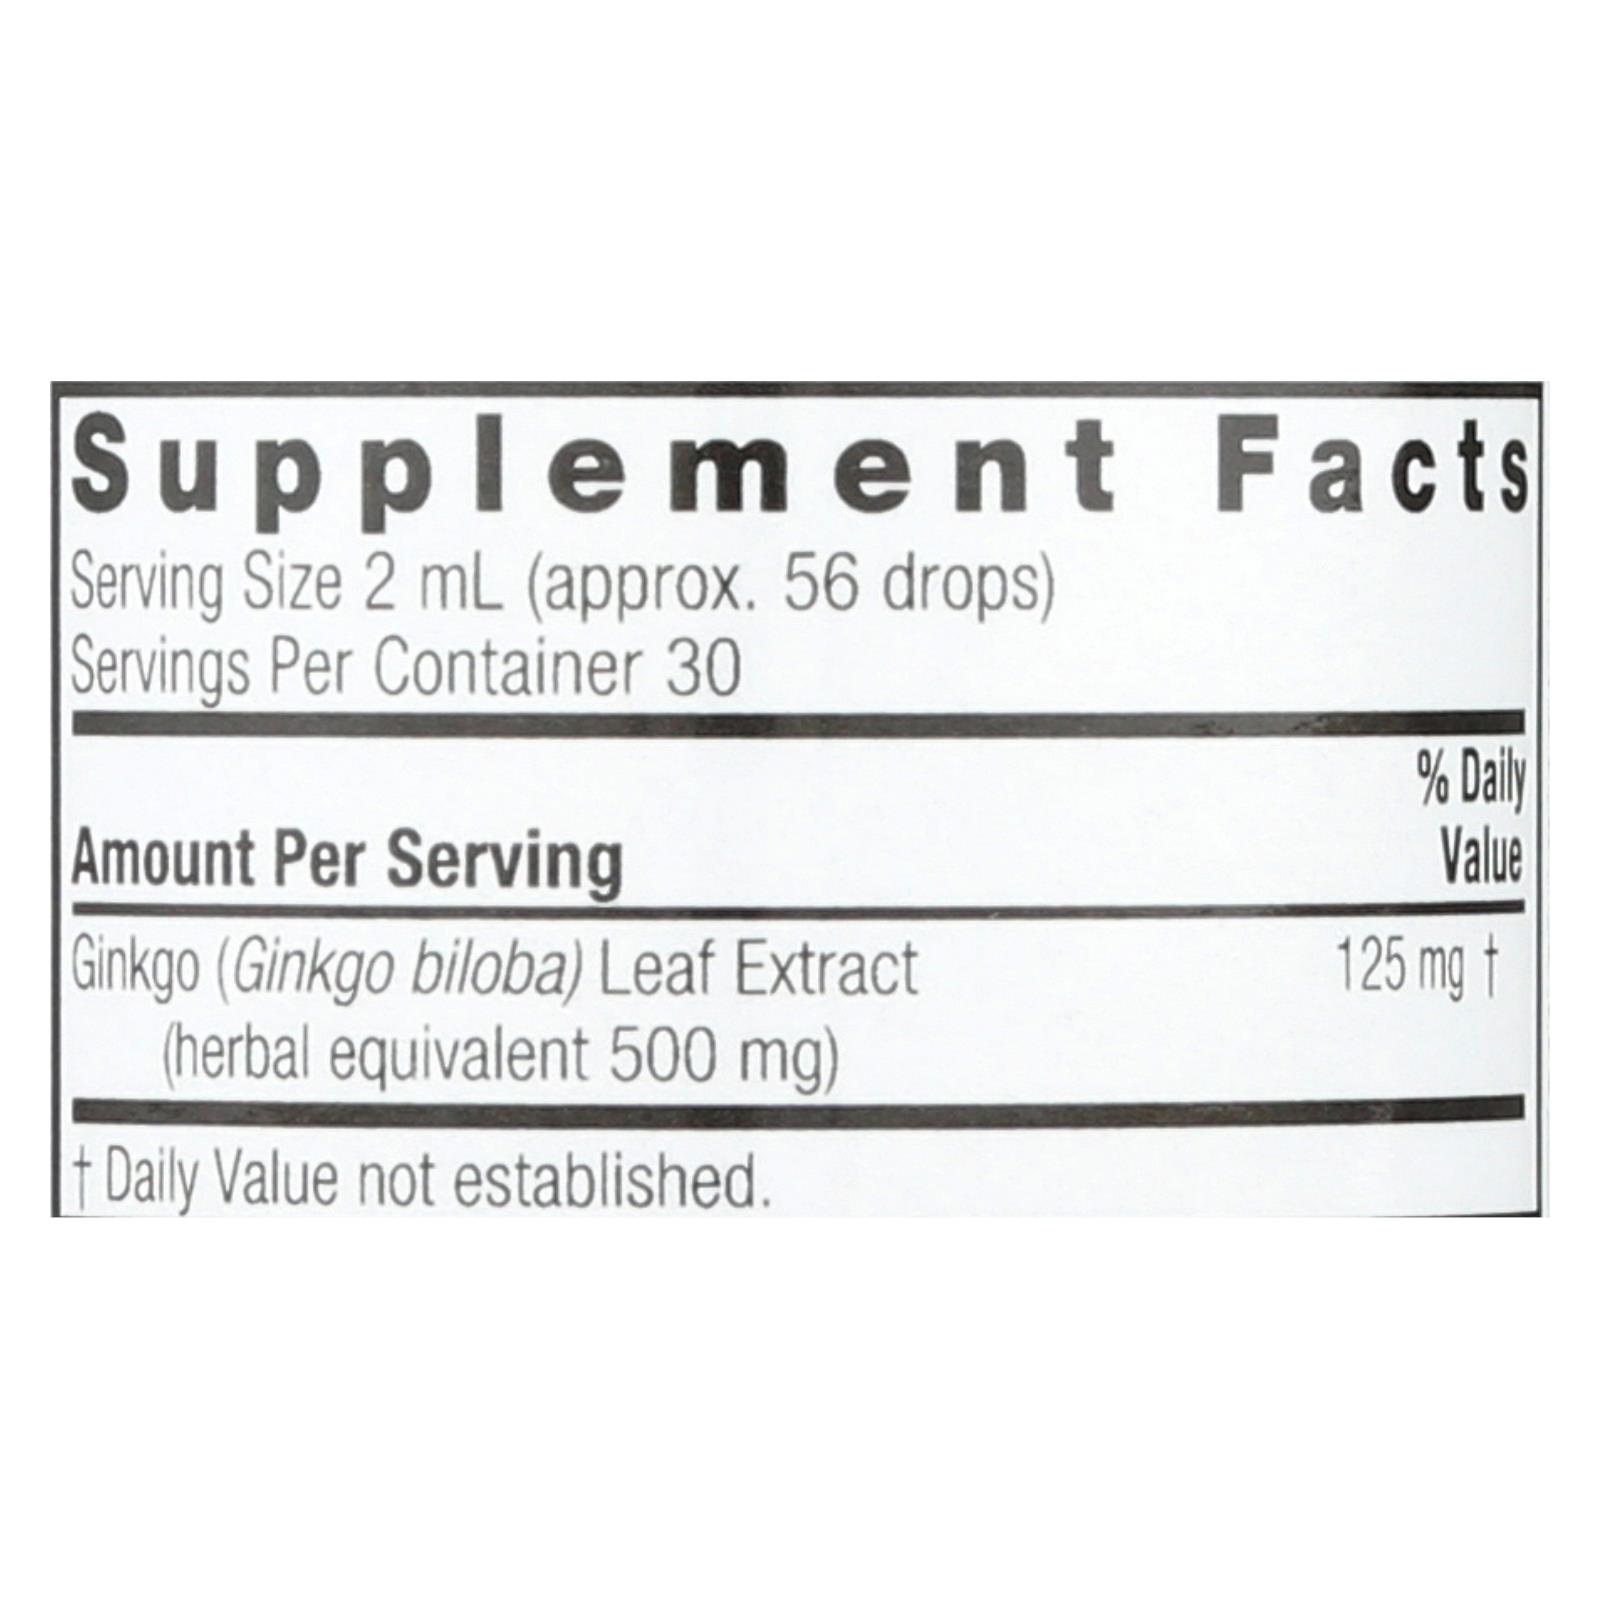 Supplement Facts
Serving Size 2 mL (approx. 56 drops)
Servings Per Container 30
% Daily
Amount Per Serving Value
Ginkgo (Ginkgo biloba) Leaf Extract 125 mg †
(herbal equivalent 500 mg)
† Daily Value not established.